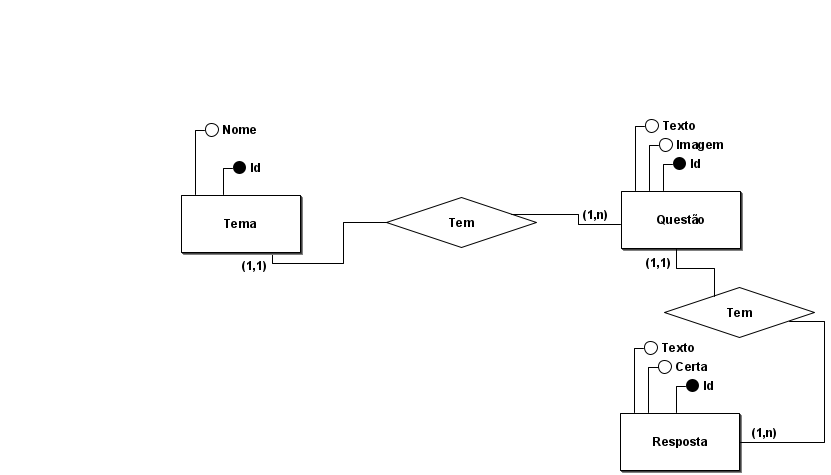 Nome
Id
Tema
(1,1)
Tem
(1,n)
Texto
Imagem
Id
Questão
(1,1)
Tem
Texto
Certa
Id
Resposta
(1,n)